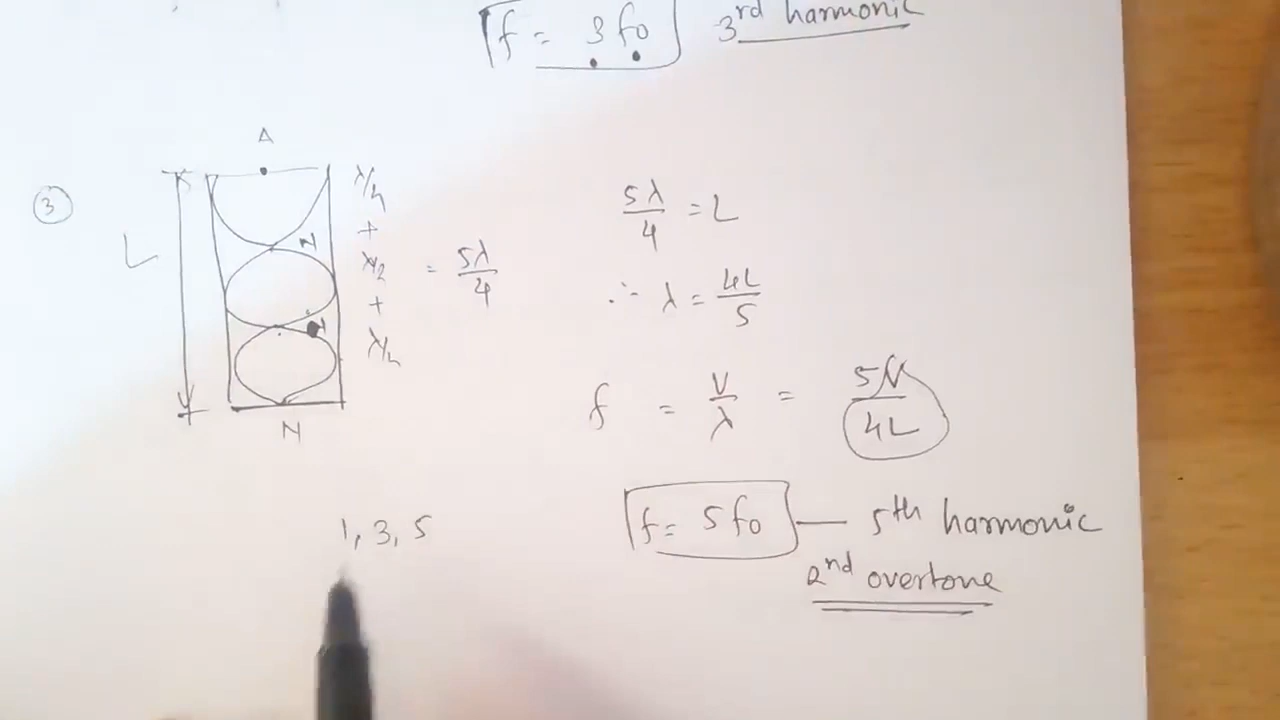 f = 3f₀ 3rd harmonic
A
3
L
λ/4
+
N
λ/2
+
N
λ/2
N
= 5λ/4
5λ/4 = L
∴ λ = 4L/5
f = V/λ = 5V/4L
f = 5f₀ — 5th harmonic
2nd overtone
1, 3, 5